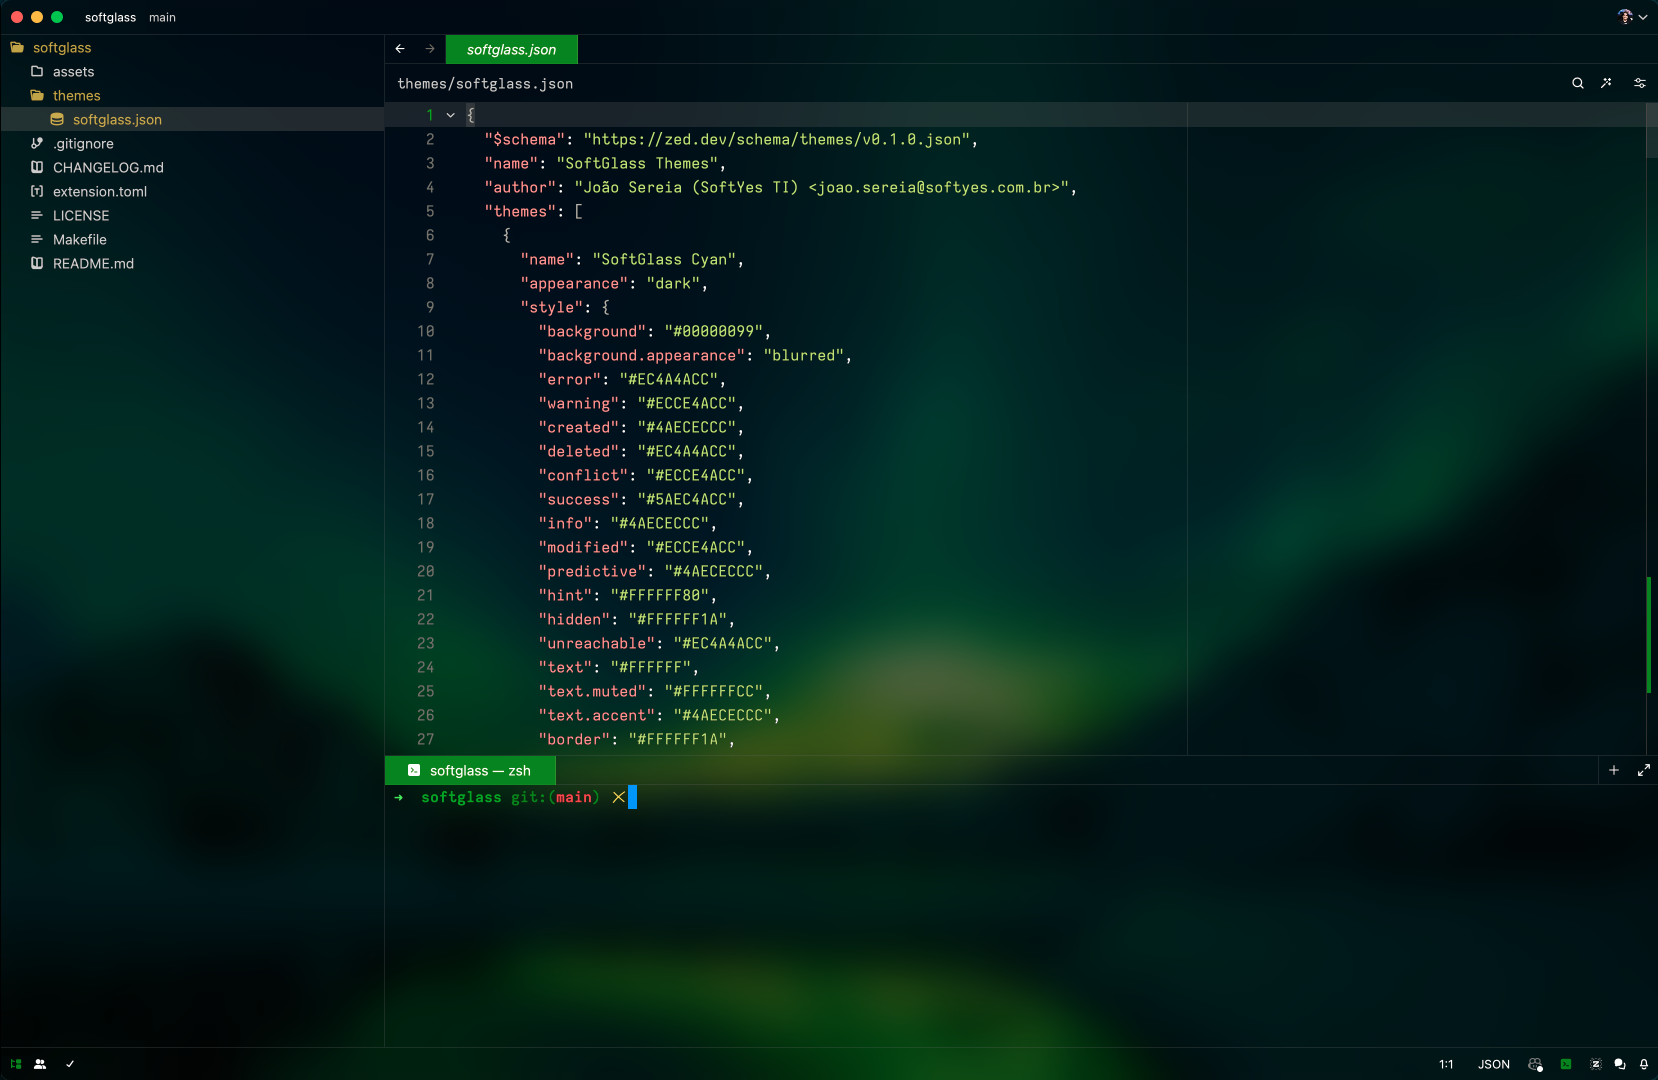 softglass main
softglass
assets
themes
softglass.json
.gitignore
CHANGELOG.md
extension.toml
LICENSE
Makefile
README.md
softglass.json
themes/softglass.json
1 {
2 "$schema": "https://zed.dev/schema/themes/v0.1.0.json",
3 "name": "SoftGlass Themes",
4 "author": "João Sereia (SoftYes TI) <joao.sereia@softyes.com.br>",
5 "themes": [
6 {
7 "name": "SoftGlass Cyan",
8 "appearance": "dark",
9 "style": {
10 "background": "#00000099",
11 "background.appearance": "blurred",
12 "error": "#EC4A4ACC",
13 "warning": "#ECCE4ACC",
14 "created": "#4AECECCC",
15 "deleted": "#EC4A4ACC",
16 "conflict": "#ECCE4ACC",
17 "success": "#5AEC4ACC",
18 "info": "#4AECECCC",
19 "modified": "#ECCE4ACC",
20 "predictive": "#4AECECCC",
21 "hint": "#FFFFFF80",
22 "hidden": "#FFFFFF1A",
23 "unreachable": "#EC4A4ACC",
24 "text": "#FFFFFF",
25 "text.muted": "#FFFFFFCC",
26 "text.accent": "#4AECECCC",
27 "border": "#FFFFFF1A",
softglass — zsh
➜ softglass git:(main) ✗
1:1 JSON